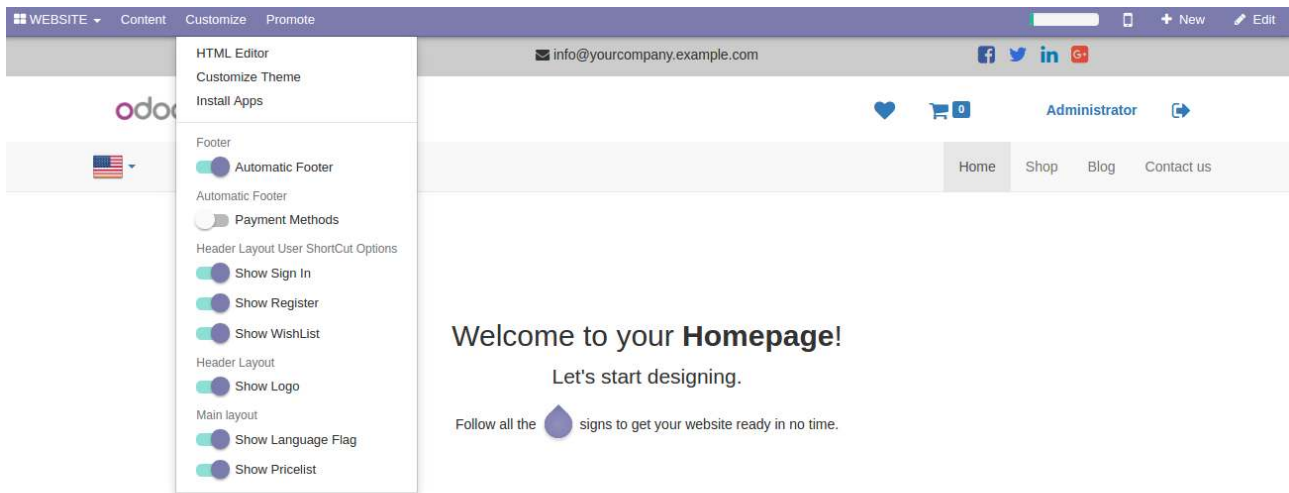 WEBSITE Content Customize Promote + New Edit
info@yourcompany.example.com
HTML Editor
Customize Theme
Install Apps
0 Administrator
Footer
Automatic Footer
Home Shop Blog Contact us
Automatic Footer
Payment Methods
Header Layout User ShortCut Options
Show Sign In
Show Register
Show WishList
Header Layout
Show Logo
Main layout
Show Language Flag
Show Pricelist
Welcome to your Homepage!
Let's start designing.
Follow all the signs to get your website ready in no time.